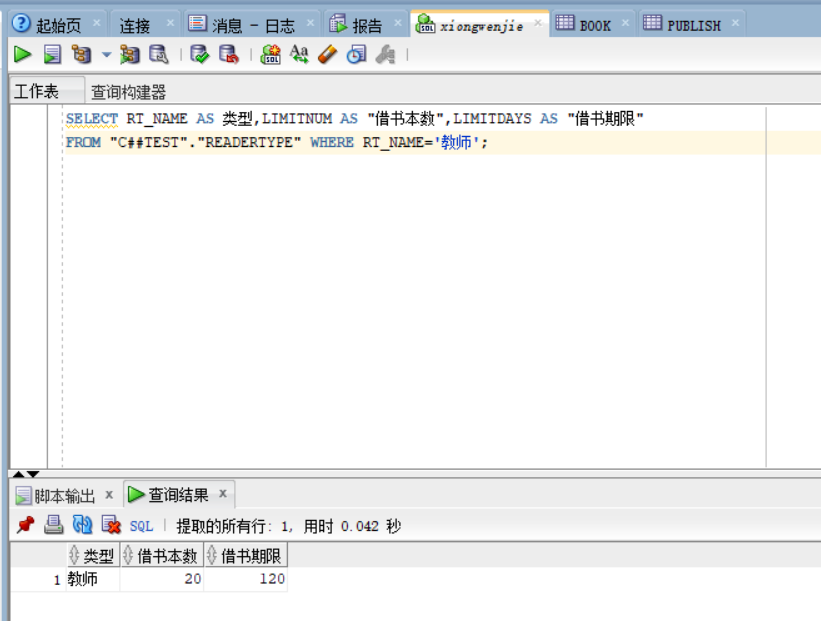 起始页 连接 消息 - 日志 报告 xiongwenjie BOOK PUBLISH
工作表 查询构建器
SELECT RT_NAME AS 类型,LIMITNUM AS "借书本数",LIMITDAYS AS "借书期限"
FROM "C##TEST"."READERTYPE" WHERE RT_NAME='教师';
脚本输出 查询结果
SQL 提取的所有行: 1, 用时 0.042 秒
类型 借书本数 借书期限
1 教师 20 120